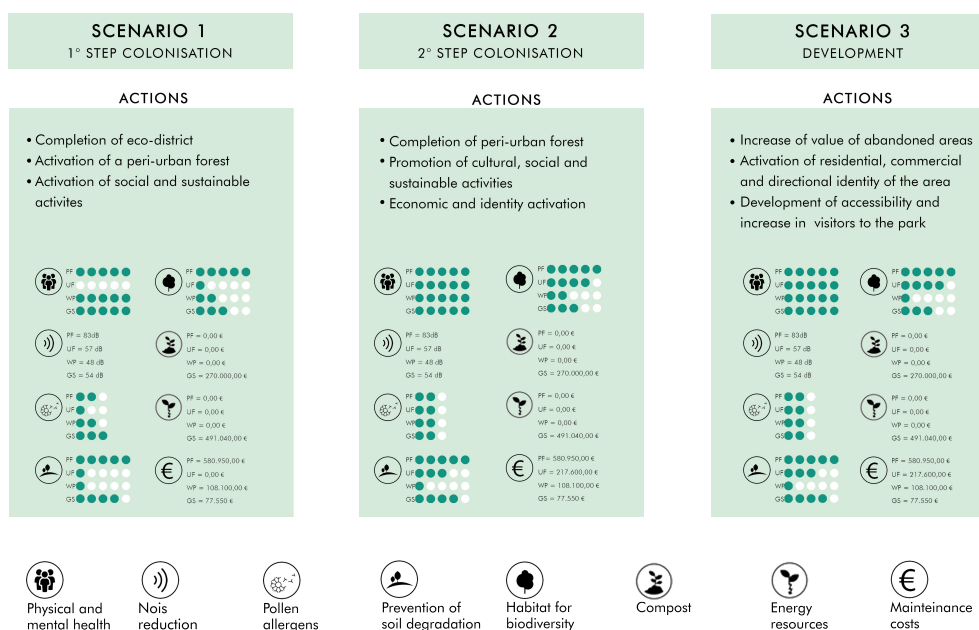 SCENARIO 1
1° STEP COLONISATION
ACTIONS
• Completion of eco-district
• Activation of a peri-urban forest
• Activation of social and sustainable
activites
PF
UF
WP
GS
PF
UF
WP
GS
PF = 83dB
UF = 57 dB
WP = 48 dB
GS = 54 dB
PF = 0,00 €
UF = 0,00 €
WP = 0,00 €
GS = 270.000,00 €
PF
UF
WP
GS
PF = 0,00 €
UF = 0,00 €
WP = 0,00 €
GS = 491.040,00 €
PF
UF
WP
GS
PF = 580.950,00 €
UF = 0,00 €
WP = 108.100,00 €
GS = 77.550 €
SCENARIO 2
2° STEP COLONISATION
ACTIONS
• Completion of peri-urban forest
• Promotion of cultural, social and
sustainable activities
• Economic and identity activation
PF
UF
WP
GS
PF
UF
WP
GS
PF = 83dB
UF = 57 dB
WP = 48 dB
GS = 54 dB
PF = 0,00 €
UF = 0,00 €
WP = 0,00 €
GS = 270.000,00 €
PF
UF
WP
GS
PF = 0,00 €
UF = 0,00 €
WP = 0,00 €
GS = 491.040,00 €
PF
UF
WP
GS
PF= 580.950,00 €
UF = 217.600,00 €
WP = 108.100,00 €
GS = 77.550 €
SCENARIO 3
DEVELOPMENT
ACTIONS
• Increase of value of abandoned areas
• Activation of residential, commercial
and directional identity of the area
• Development of accessibility and
increase in visitors to the park
PF
UF
WP
GS
PF
UF
WP
GS
PF = 83dB
UF = 57 dB
WP = 48 dB
GS = 54 dB
PF = 0,00 €
UF = 0,00 €
WP = 0,00 €
GS = 270.000,00 €
PF
UF
WP
GS
PF = 0,00 €
UF = 0,00 €
WP = 0,00 €
GS = 491.040,00 €
PF
UF
WP
GS
PF = 580.950,00 €
UF = 217.600,00 €
WP = 108.100,00 €
GS = 77.550 €
Physical and
mental health
Nois
reduction
Pollen
allergens
Prevention of
soil degradation
Habitat for
biodiversity
Compost
Energy
resources
Mainteinance
costs